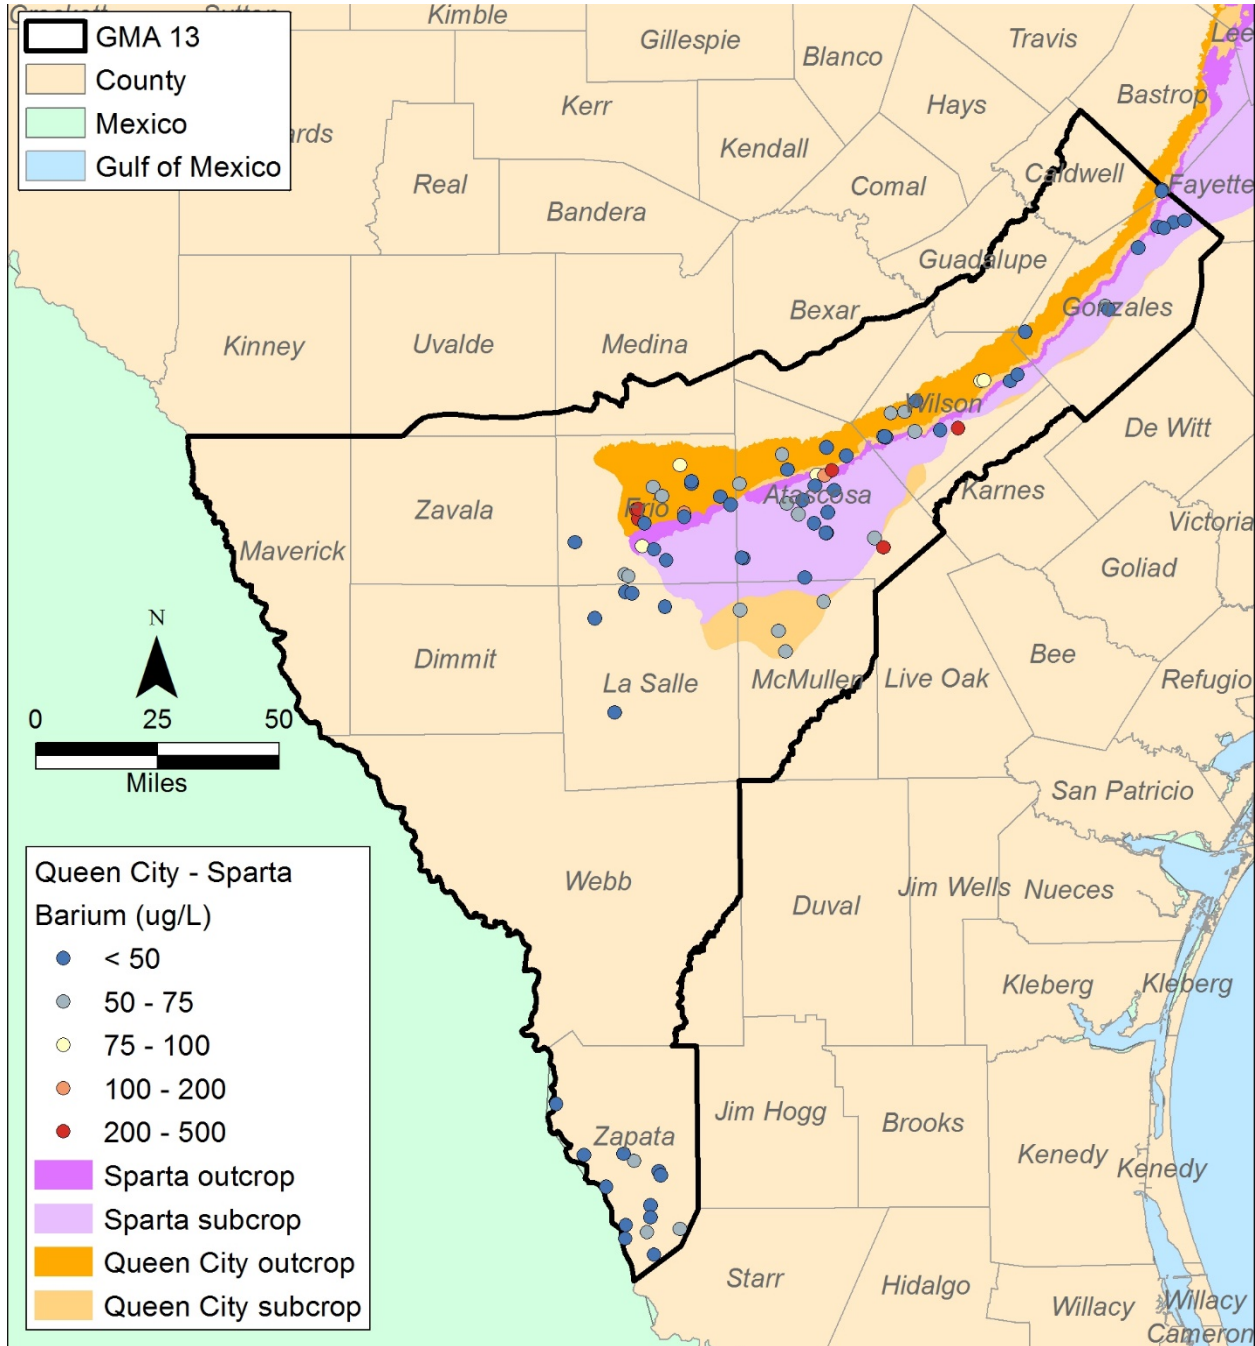 Crockett
Sutton
Kimble
Gillespie
Travis
Lee
GMA 13
County
Mexico
Gulf of Mexico
Blanco
Bastrop
Kerr
Hays
ards
Kendall
Real
Comal
Caldwell
Fayette
Bandera
Guadalupe
Bexar
Gonzales
Kinney
Uvalde
Medina
Wilson
De Witt
Zavala
Frio
Atascosa
Karnes
Victoria
Maverick
Goliad
N
Dimmit
La Salle
McMullen
Live Oak
Bee
Refugio
0 25 50
Miles
San Patricio
Queen City - Sparta
Barium (ug/L)
< 50
50 - 75
75 - 100
100 - 200
200 - 500
Sparta outcrop
Sparta subcrop
Queen City outcrop
Queen City subcrop
Webb
Duval
Jim Wells
Nueces
Kleberg
Kleberg
Zapata
Jim Hogg
Brooks
Kenedy
Kenedy
Starr
Hidalgo
Willacy
Willacy
Cameron